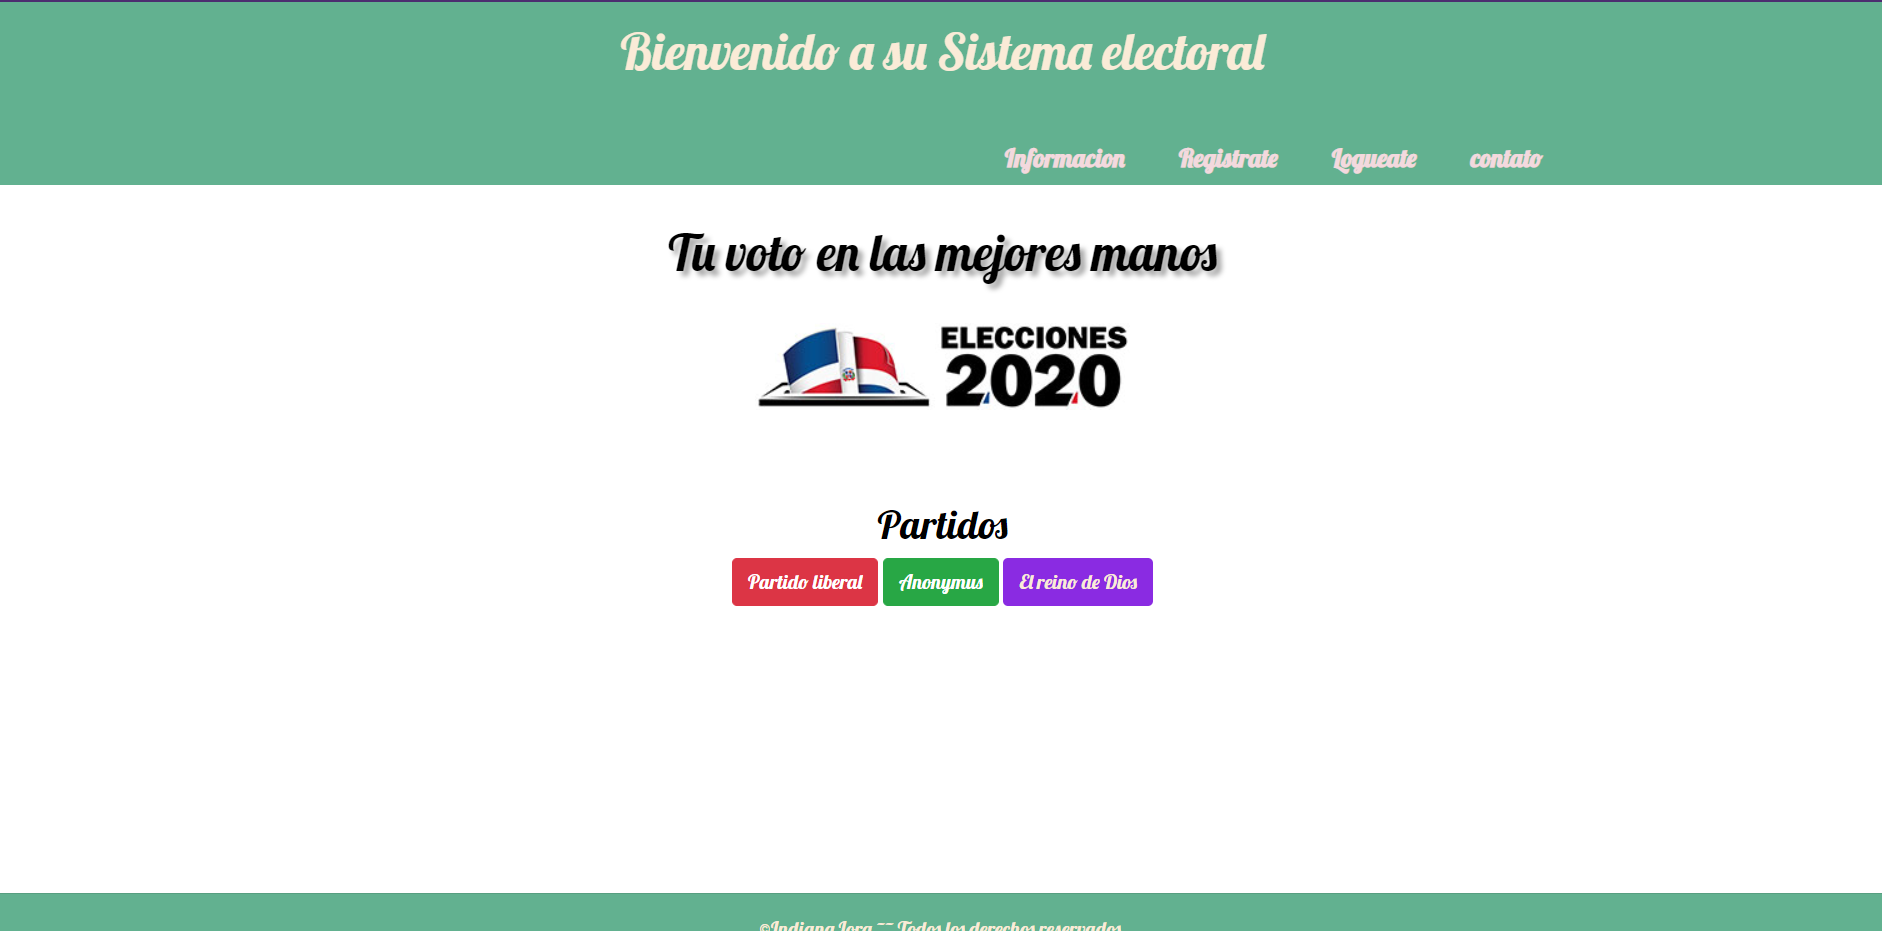 Bienvenido a su Sistema electoral
Informacion Registrate Logueate contato
Tu voto en las mejores manos
ELECCIONES
2020
Partidos
Partido liberal Anonymus El reino de Dios
©Indiana Jora -- Todos los derechos reservados